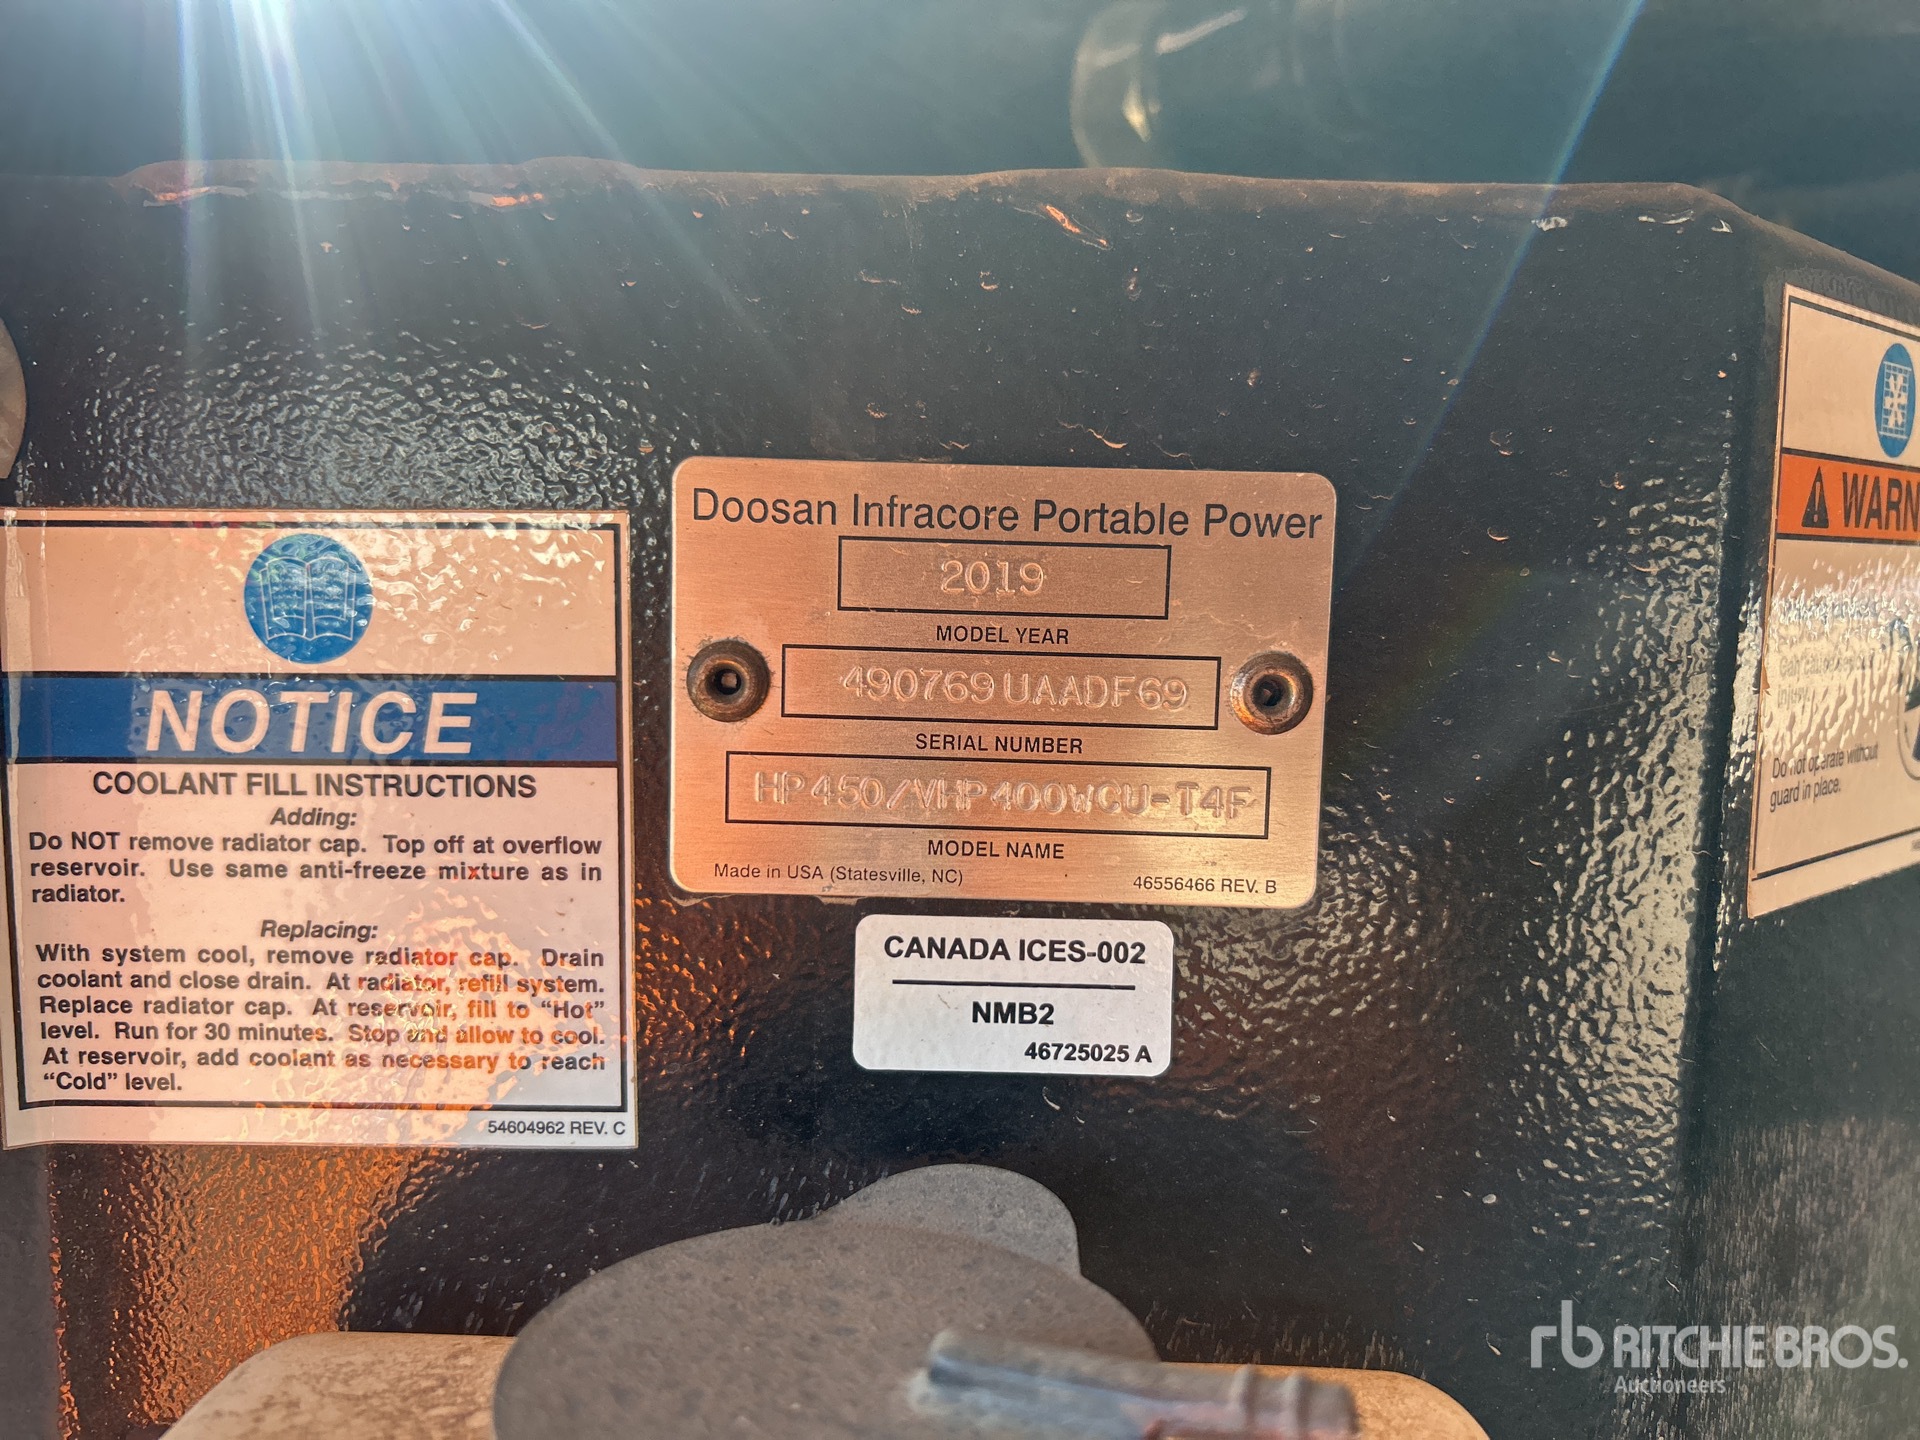 Doosan Infracore Portable Power
2019
MODEL YEAR
490769UAADF69
SERIAL NUMBER
HP450/VHP400WCU-T4F
MODEL NAME
Made in USA (Statesville, NC)
46556466 REV. B
CANADA ICES-002
NMB2
46725025 A
NOTICE
COOLANT FILL INSTRUCTIONS
Adding:
Do NOT remove radiator cap. Top off at overflow
reservoir. Use same anti-freeze mixture as in
radiator.
Replacing:
With system cool, remove radiator cap. Drain
coolant and close drain. At radiator, refill system.
Replace radiator cap. At reservoir, fill to “Hot”
level. Run for 30 minutes. Stop and allow to cool.
At reservoir, add coolant as necessary to reach
“Cold” level.
54604962 REV. C
WARN
injury.
Do not operate without
guard in place.
rb RITCHIE BROS.
Auctioneers